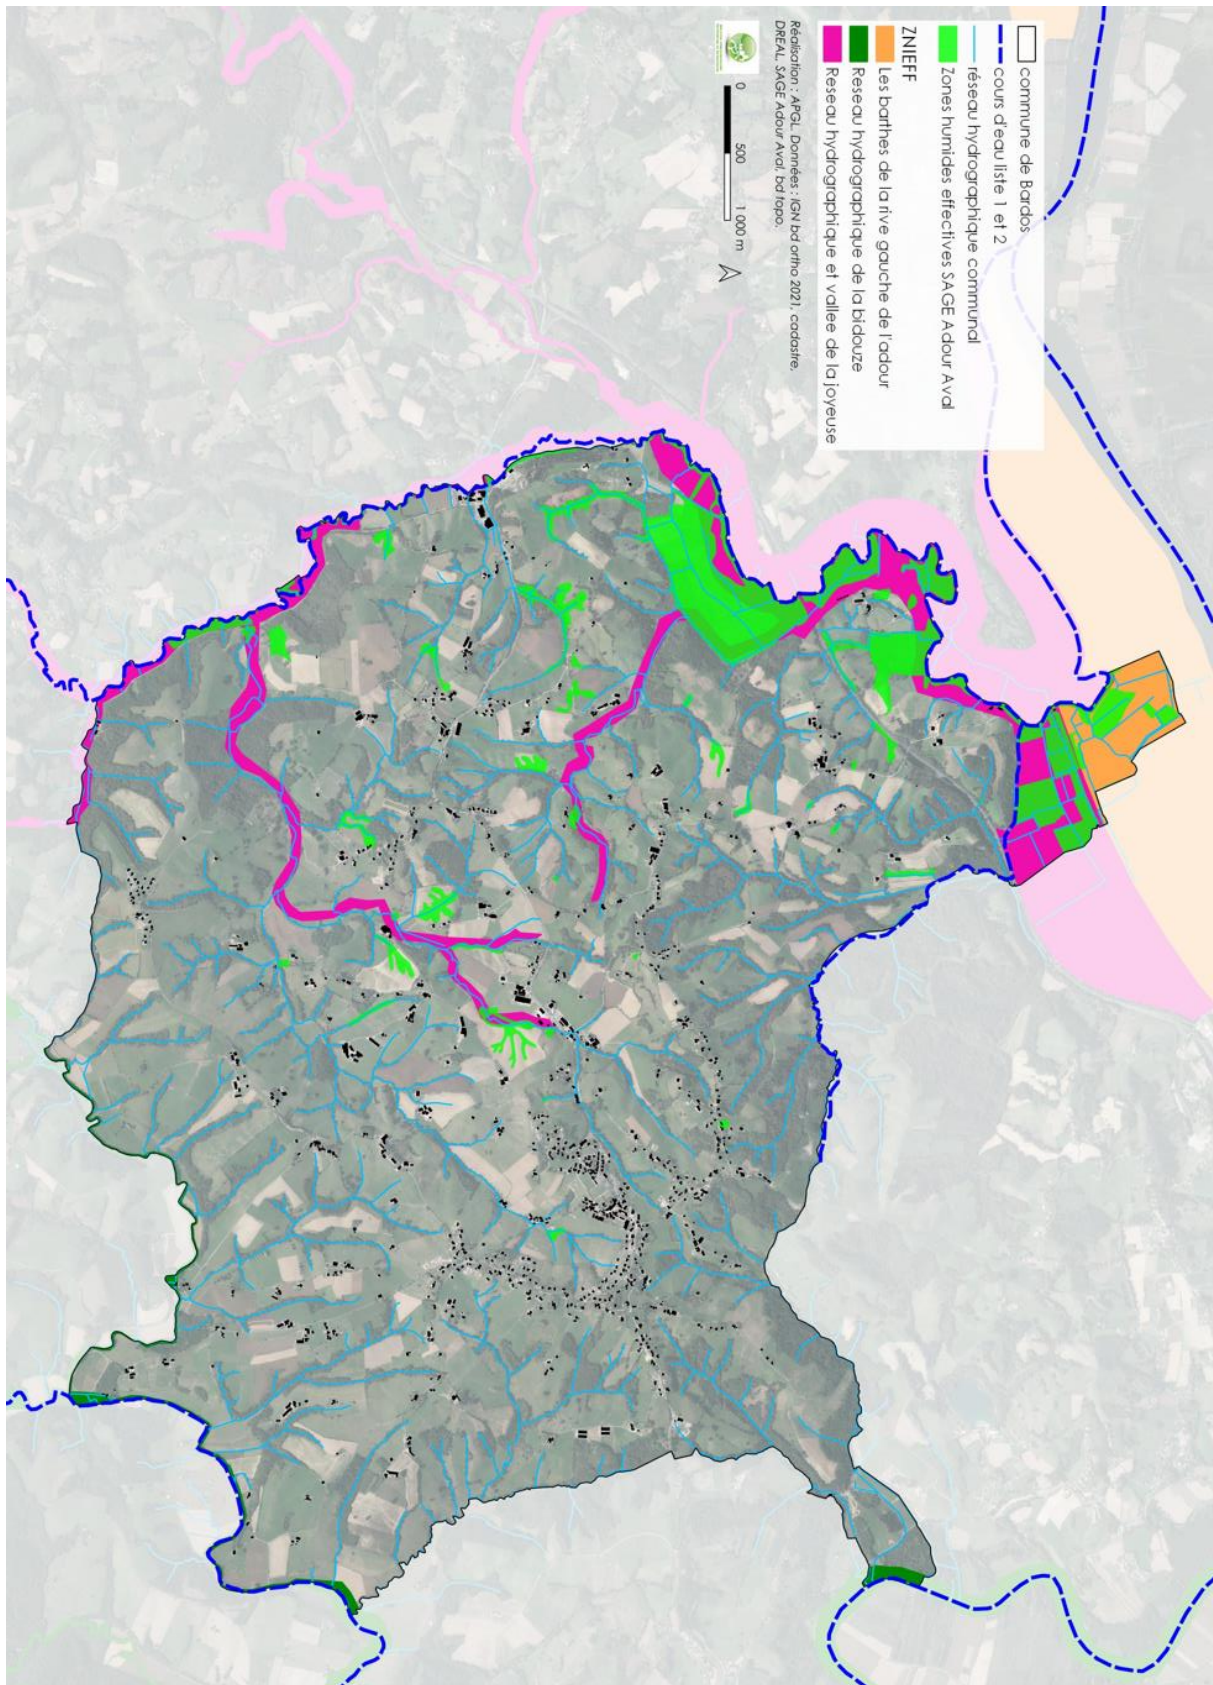 commune de Bardos
cours d'eau liste 1 et 2
réseau hydrographique communal
Zones humides effectives SAGE Adour Aval
ZNIEFF
Les barthes de la rive gauche de l'adour
Reseau hydrographique de la bidouze
Reseau hydrographique et vallee de la joyeuse
0 500 1 000 m
Réalisation : APGL. Données : IGN bd ortho 2021, cadastre,
DREAL, SAGE Adour Aval, bd topo.